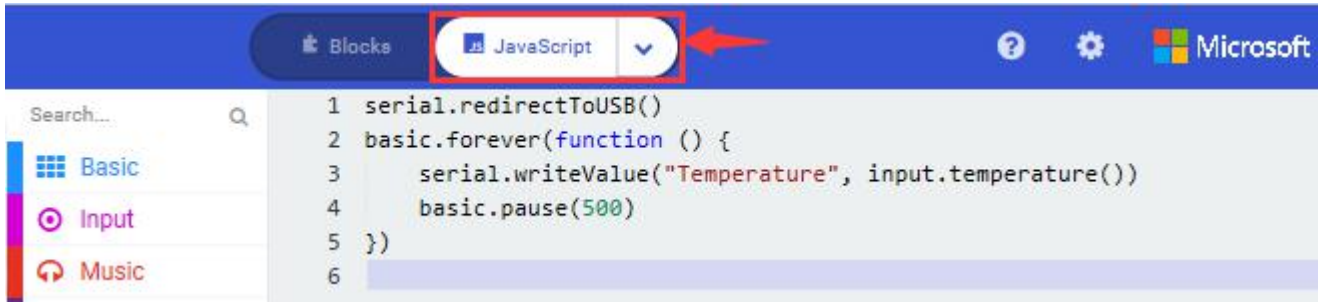 Blocks JS JavaScript Microsoft
Search...
Basic
Input
Music
1 serial.redirectToUSB()
2 basic.forever(function () {
3     serial.writeValue("Temperature", input.temperature())
4     basic.pause(500)
5 })
6